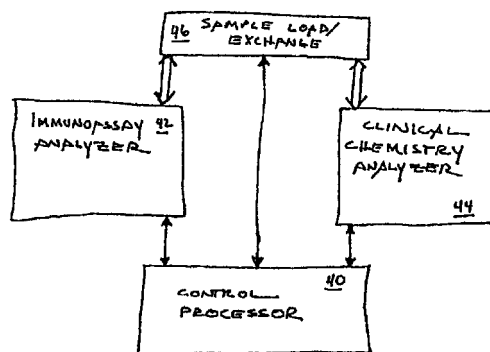 46 SAMPLE LOAD/
EXCHANGE
IMMUNOASSAY 42
ANALYZER
CLINICAL
CHEMISTRY
ANALYZER
44
40
CONTROL
PROCESSOR